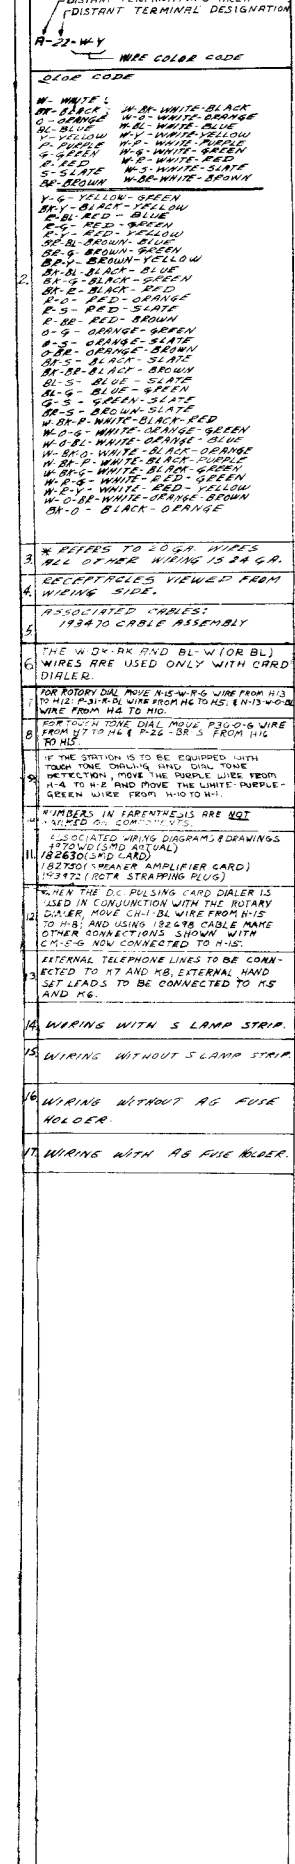 DISTANT TERMINATING AREA
DISTANT TERMINAL DESIGNATION
A-22-W-Y
WIRE COLOR CODE
COLOR CODE
2.
W- WHITE
BK-BLACK W-BK-WHITE-BLACK
O-ORANGE W-O-WHITE-ORANGE
BL-BLUE W-BL-WHITE-BLUE
Y-YELLOW W-Y-WHITE-YELLOW
P-PURPLE W-P-WHITE-PURPLE
G-GREEN W-G-WHITE-GREEN
R-RED W-R-WHITE-RED
S-SLATE W-S-WHITE-SLATE
BR-BROWN W-BR-WHITE-BROWN
Y-G-YELLOW-GREEN
BK-Y-BLACK-YELLOW
R-BL-RED - BLUE
R-G-RED-GREEN
R-Y-RED-YELLOW
BR-BL-BROWN-BLUE
BR-G-BROWN-GREEN
BR-Y-BROWN-YELLOW
BK-BL-BLACK-BLUE
BK-G-BLACK-GREEN
BK-R-BLACK-RED
R-O-RED-ORANGE
R-S-RED-SLATE
R-BR-RED-BROWN
O-G-ORANGE-GREEN
O-S-ORANGE-SLATE
O-BR-ORANGE-BROWN
BK-S-BLACK-SLATE
BK-BR-BLACK-BROWN
BL-S-BLUE-SLATE
BL-G-BLUE-GREEN
G-S-GREEN-SLATE
BR-S-BROWN-SLATE
W-BK-R-WHITE-BLACK-RED
W-O-G-WHITE-ORANGE-GREEN
W-O-BL-WHITE-ORANGE-BLUE
W-BK-O-WHITE-BLACK-ORANGE
W-BK-P-WHITE-BLACK-PURPLE
W-BK-G-WHITE-BLACK-GREEN
W-R-G-WHITE-RED-GREEN
W-R-Y-WHITE-RED-YELLOW
W-O-BR-WHITE-ORANGE-BROWN
BK-O-BLACK-ORANGE
3. * REFERS TO 20 GA. WIRES
ALL OTHER WIRING IS 24 GA.
4. RECEPTACLES VIEWED FROM
WIRING SIDE.
5. ASSOCIATED CABLES:
193470 CABLE ASSEMBLY
6. THE AND BL-W (OR BL)
WIRES ARE USED ONLY WITH CARD
DIALER.
7 FOR ROTARY DIAL MOVE N-15-W-R-G WIRE FROM H13
TO H12; P-31-R-BL WIRE FROM H6 TO H5; & N-13-W-O-BL
WIRE FROM H4 TO H10.
8 FOR TOUCH TONE DIAL MOVE P36-O-G WIRE
FROM H7 TO H6 & P-26-BR-S FROM H16
TO H15.
9 IF THE STATION IS TO BE EQUIPPED WITH
TOUCH TONE DIALING AND DIAL TONE
DETECTION, MOVE THE PURPLE WIRE FROM
H-4 TO H-2 AND MOVE THE WHITE-PURPLE-
GREEN WIRE FROM H-10 TO H-1.
NUMBERS IN PARENTHESIS ARE NOT
MARKED ON COMPONENTS.
11. ASSOCIATED WIRING DIAGRAMS & DRAWINGS
(SMD ACTUAL)
182630 (SMD CARD)
182750 (SPEAKER AMPLIFIER CARD)
193472 (RCTR STRAPPING PLUG)
12. WHEN THE D.C. PULSING CARD DIALER IS
USED IN CONJUNCTION WITH THE ROTARY
DIALER, MOVE CH-1-BL WIRE FROM H-15
TO H-8; AND USING 182698 CABLE MAKE
OTHER CONNECTIONS SHOWN WITH
CM-5-G NOW CONNECTED TO H-15.
13. EXTERNAL TELEPHONE LINES TO BE CONN-
ECTED TO K7 AND K8, EXTERNAL HAND
SET LEADS TO BE CONNECTED TO K5
AND K6.
14. WIRING WITH S LAMP STRIP.
15. WIRING WITHOUT S LAMP STRIP.
16. WIRING WITHOUT AG FUSE
HOLDER.
17. WIRING WITH AG FUSE HOLDER.